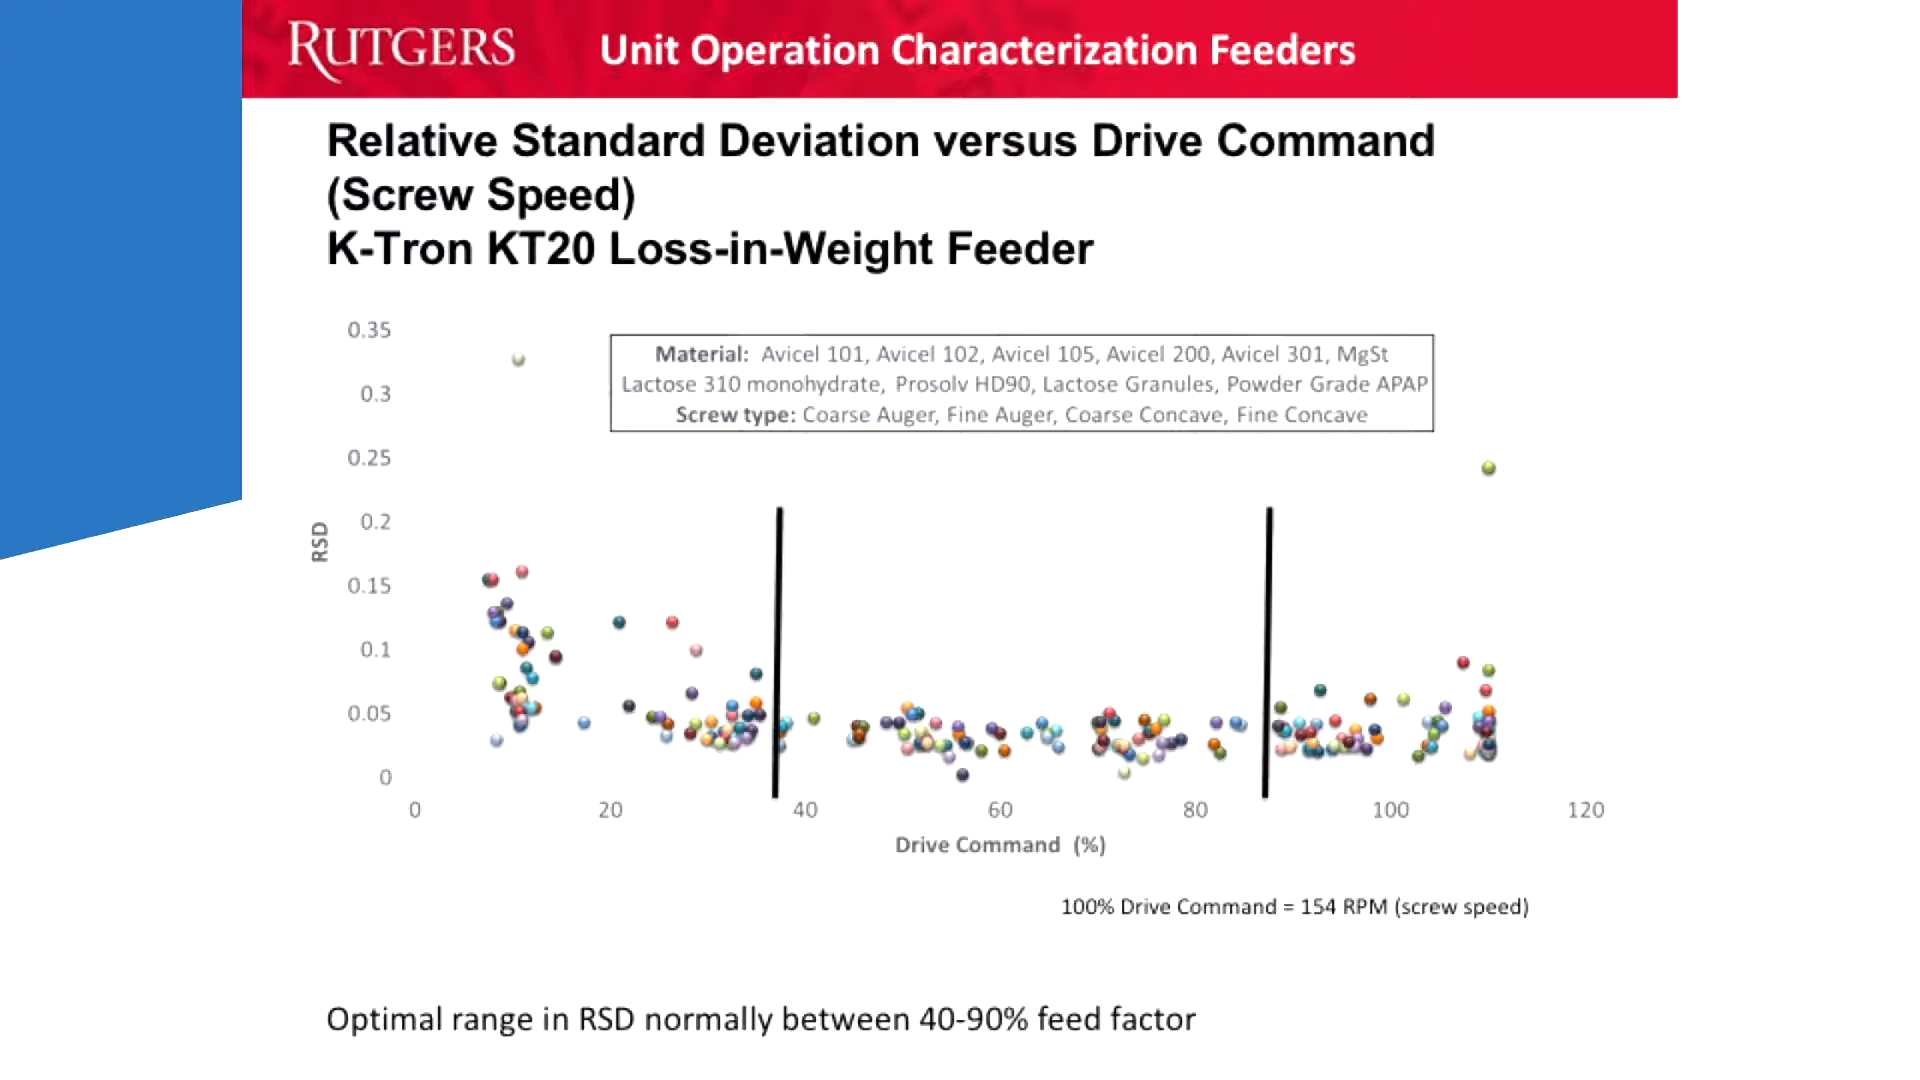 RUTGERS
Unit Operation Characterization Feeders
Relative Standard Deviation versus Drive Command
(Screw Speed)
K-Tron KT20 Loss-in-Weight Feeder
Material: Avicel 101, Avicel 102, Avicel 105, Avicel 200, Avicel 301, MgSt
Lactose 310 monohydrate, Prosolv HD90, Lactose Granules, Powder Grade APAP
Screw type: Coarse Auger, Fine Auger, Coarse Concave, Fine Concave
RSD
0.35
0.3
0.25
0.2
0.15
0.1
0.05
0
0 20 40 60 80 100 120
Drive Command (%)
100% Drive Command = 154 RPM (screw speed)
Optimal range in RSD normally between 40-90% feed factor